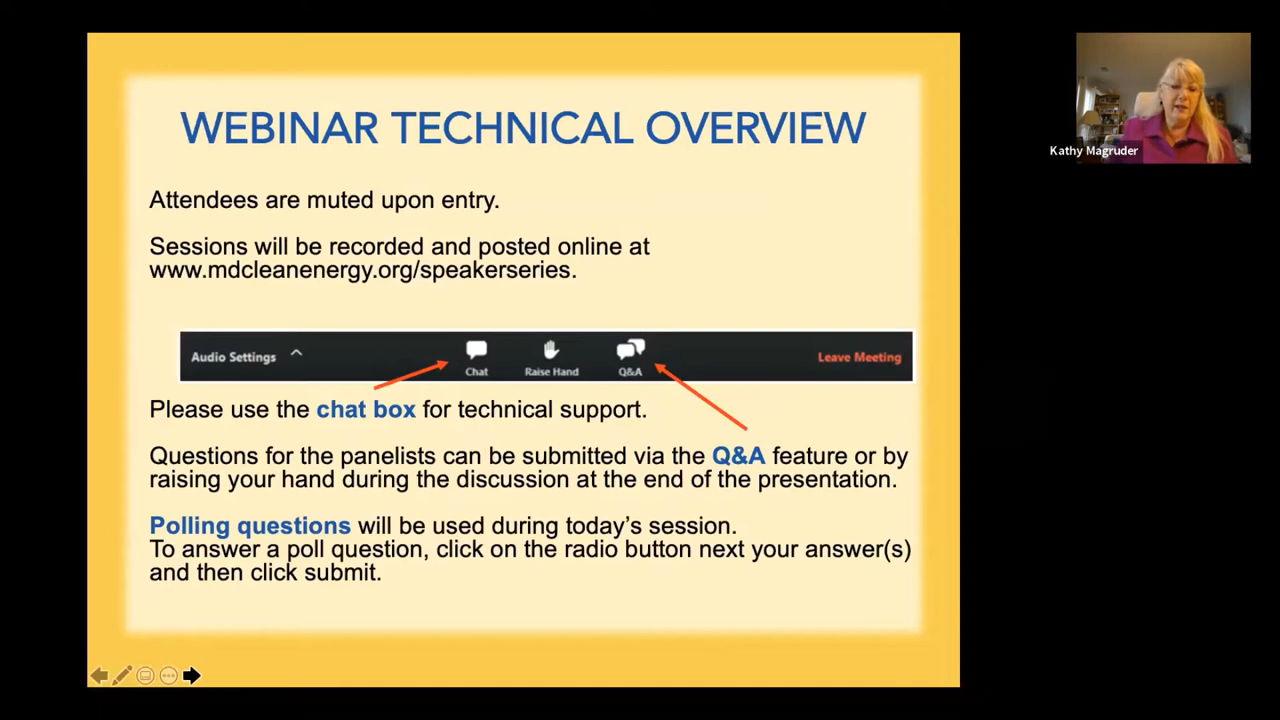 WEBINAR TECHNICAL OVERVIEW
Attendees are muted upon entry.
Sessions will be recorded and posted online at
www.mdcleanenergy.org/speakerseries.
Audio Settings
Chat
Raise Hand
Q&A
Leave Meeting
Please use the chat box for technical support.
Questions for the panelists can be submitted via the Q&A feature or by
raising your hand during the discussion at the end of the presentation.
Polling questions will be used during today's session.
To answer a poll question, click on the radio button next your answer(s)
and then click submit.
Kathy Magruder